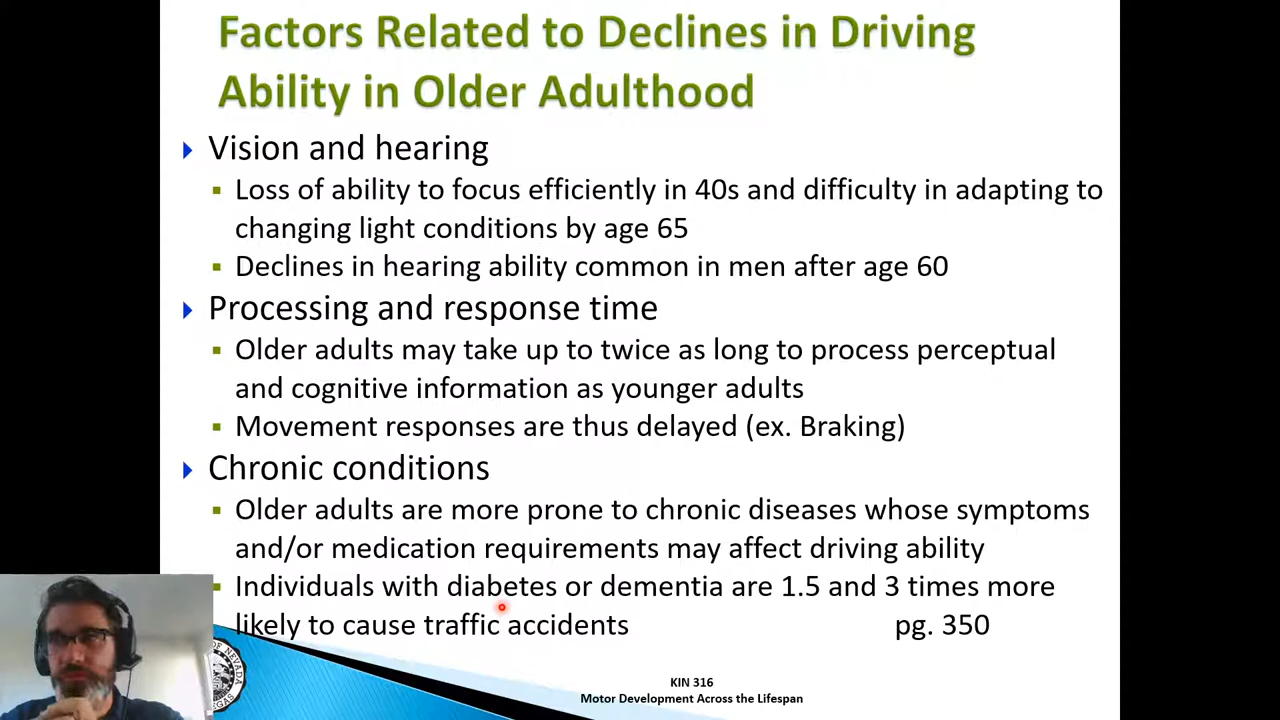 Factors Related to Declines in Driving
Ability in Older Adulthood
Vision and hearing
Loss of ability to focus efficiently in 40s and difficulty in adapting to
changing light conditions by age 65
Declines in hearing ability common in men after age 60
Processing and response time
Older adults may take up to twice as long to process perceptual
and cognitive information as younger adults
Movement responses are thus delayed (ex. Braking)
Chronic conditions
Older adults are more prone to chronic diseases whose symptoms
and/or medication requirements may affect driving ability
Individuals with diabetes or dementia are 1.5 and 3 times more
likely to cause traffic accidents pg. 350
OF NEVADA
KIN 316
Motor Development Across the Lifespan